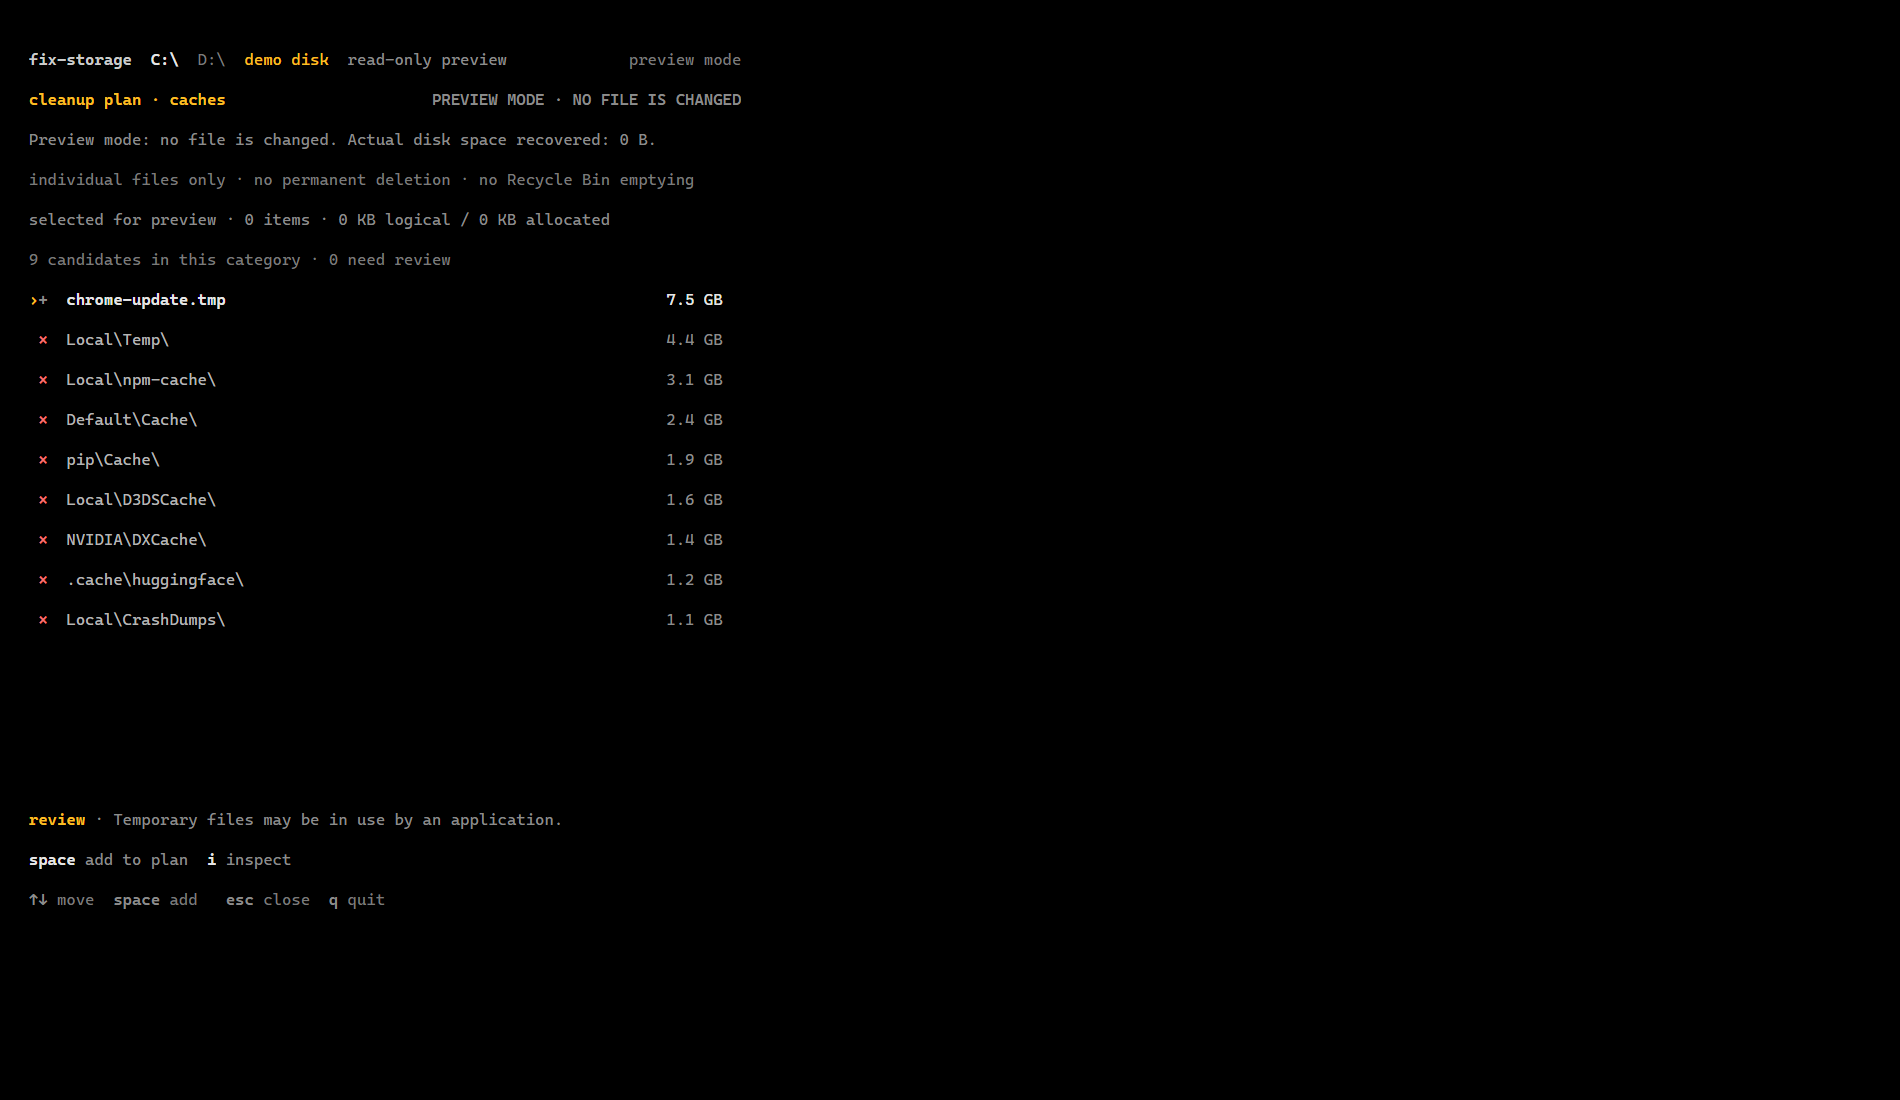 fix-storage  C:\  D:\  demo disk  read-only preview  preview mode
cleanup plan · caches  PREVIEW MODE · NO FILE IS CHANGED
Preview mode: no file is changed. Actual disk space recovered: 0 B.
individual files only · no permanent deletion · no Recycle Bin emptying
selected for preview · 0 items · 0 KB logical / 0 KB allocated
9 candidates in this category · 0 need review
›+  chrome-update.tmp  7.5 GB
×  Local\Temp\  4.4 GB
×  Local\npm-cache\  3.1 GB
×  Default\Cache\  2.4 GB
×  pip\Cache\  1.9 GB
×  Local\D3DSCache\  1.6 GB
×  NVIDIA\DXCache\  1.4 GB
×  .cache\huggingface\  1.2 GB
×  Local\CrashDumps\  1.1 GB
review · Temporary files may be in use by an application.
space add to plan  i inspect
↑↓ move  space add  esc close  q quit